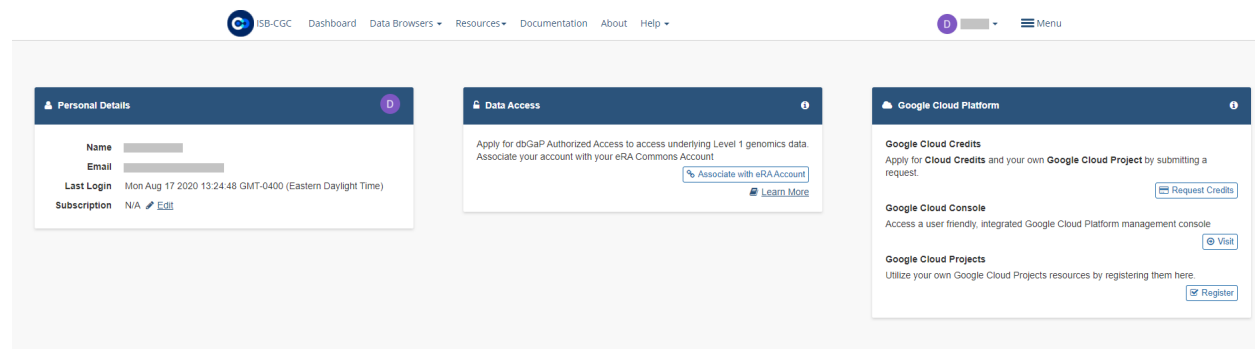 ISB-CGC Dashboard Data Browsers Resources Documentation About Help D Menu
Personal Details D
Name
Email
Last Login Mon Aug 17 2020 13:24:48 GMT-0400 (Eastern Daylight Time)
Subscription N/A Edit
Data Access
Apply for dbGaP Authorized Access to access underlying Level 1 genomics data.
Associate your account with your eRA Commons Account
Associate with eRA Account
Learn More
Google Cloud Platform
Google Cloud Credits
Apply for Cloud Credits and your own Google Cloud Project by submitting a
request.
Request Credits
Google Cloud Console
Access a user friendly, integrated Google Cloud Platform management console
Visit
Google Cloud Projects
Utilize your own Google Cloud Projects resources by registering them here.
Register